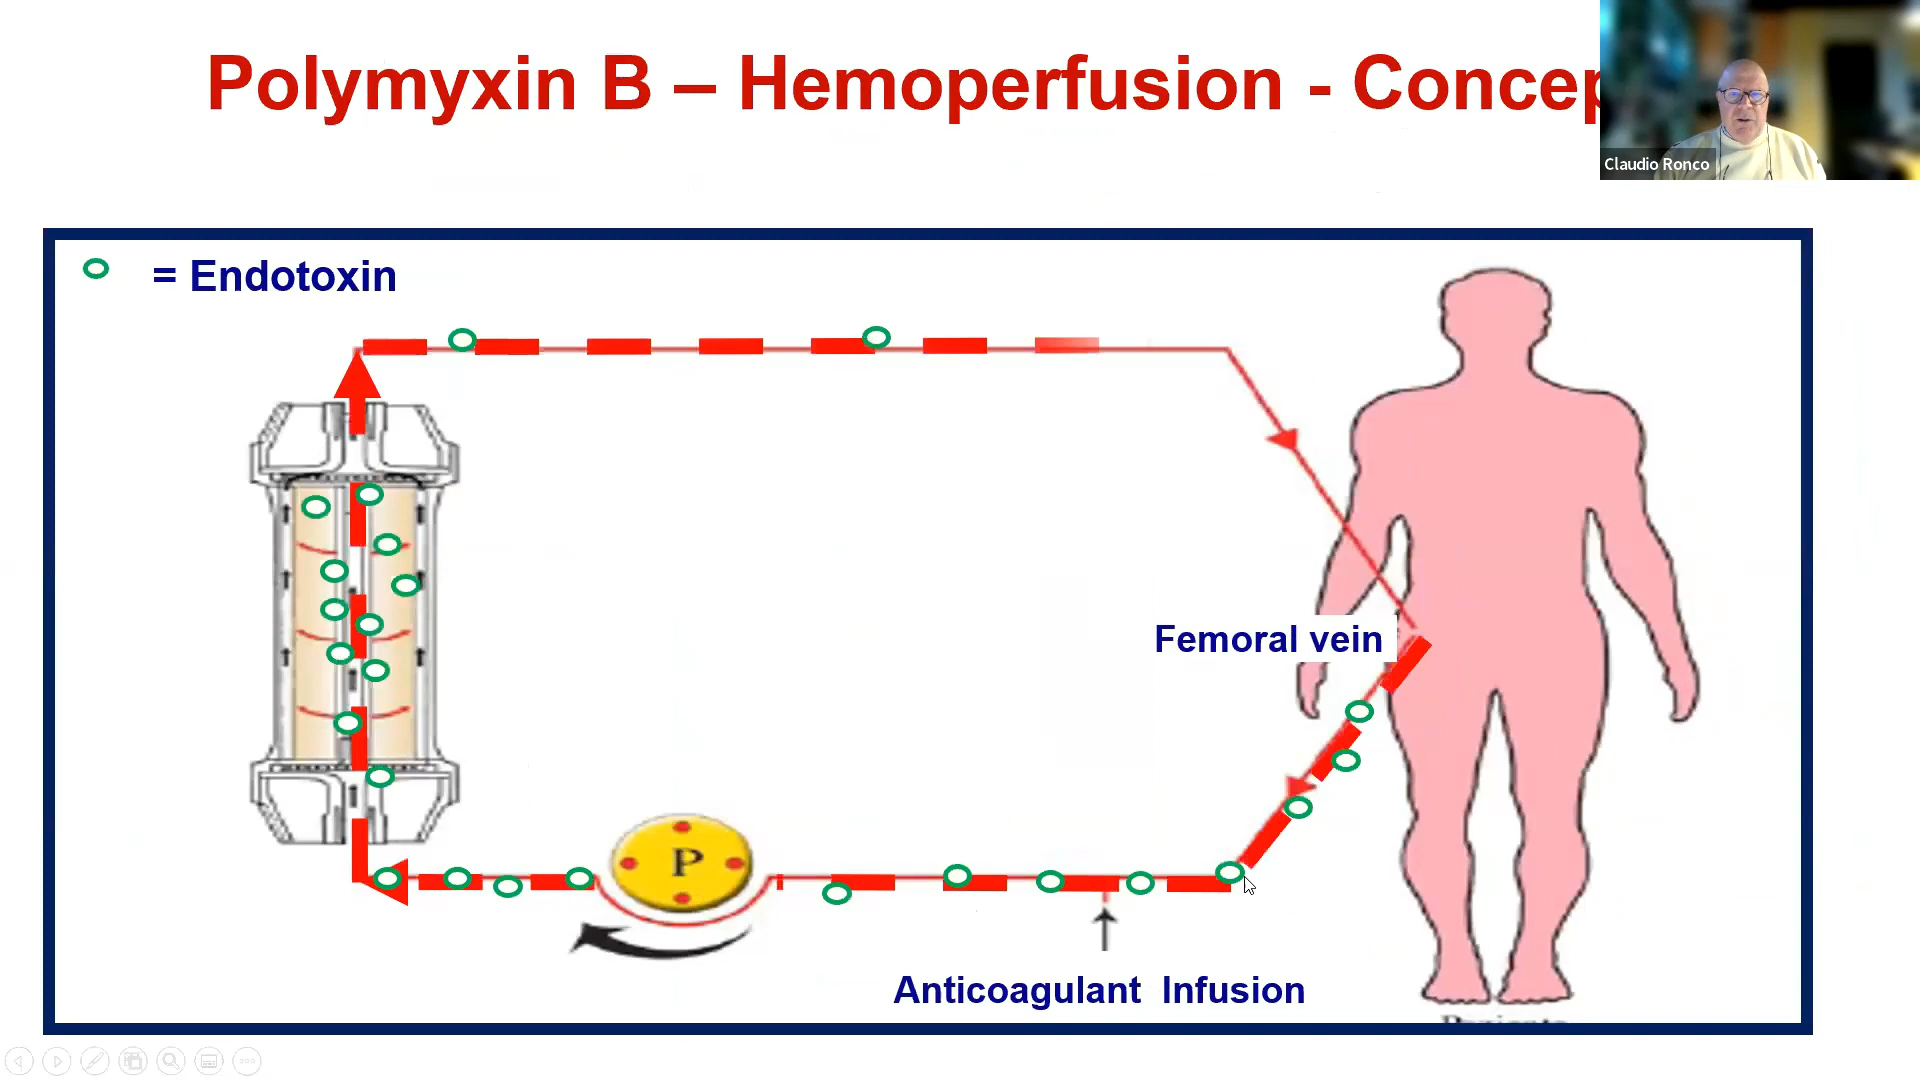 Polymyxin B – Hemoperfusion - Concep
Claudio Ronco
= Endotoxin
Femoral vein
P
Anticoagulant Infusion